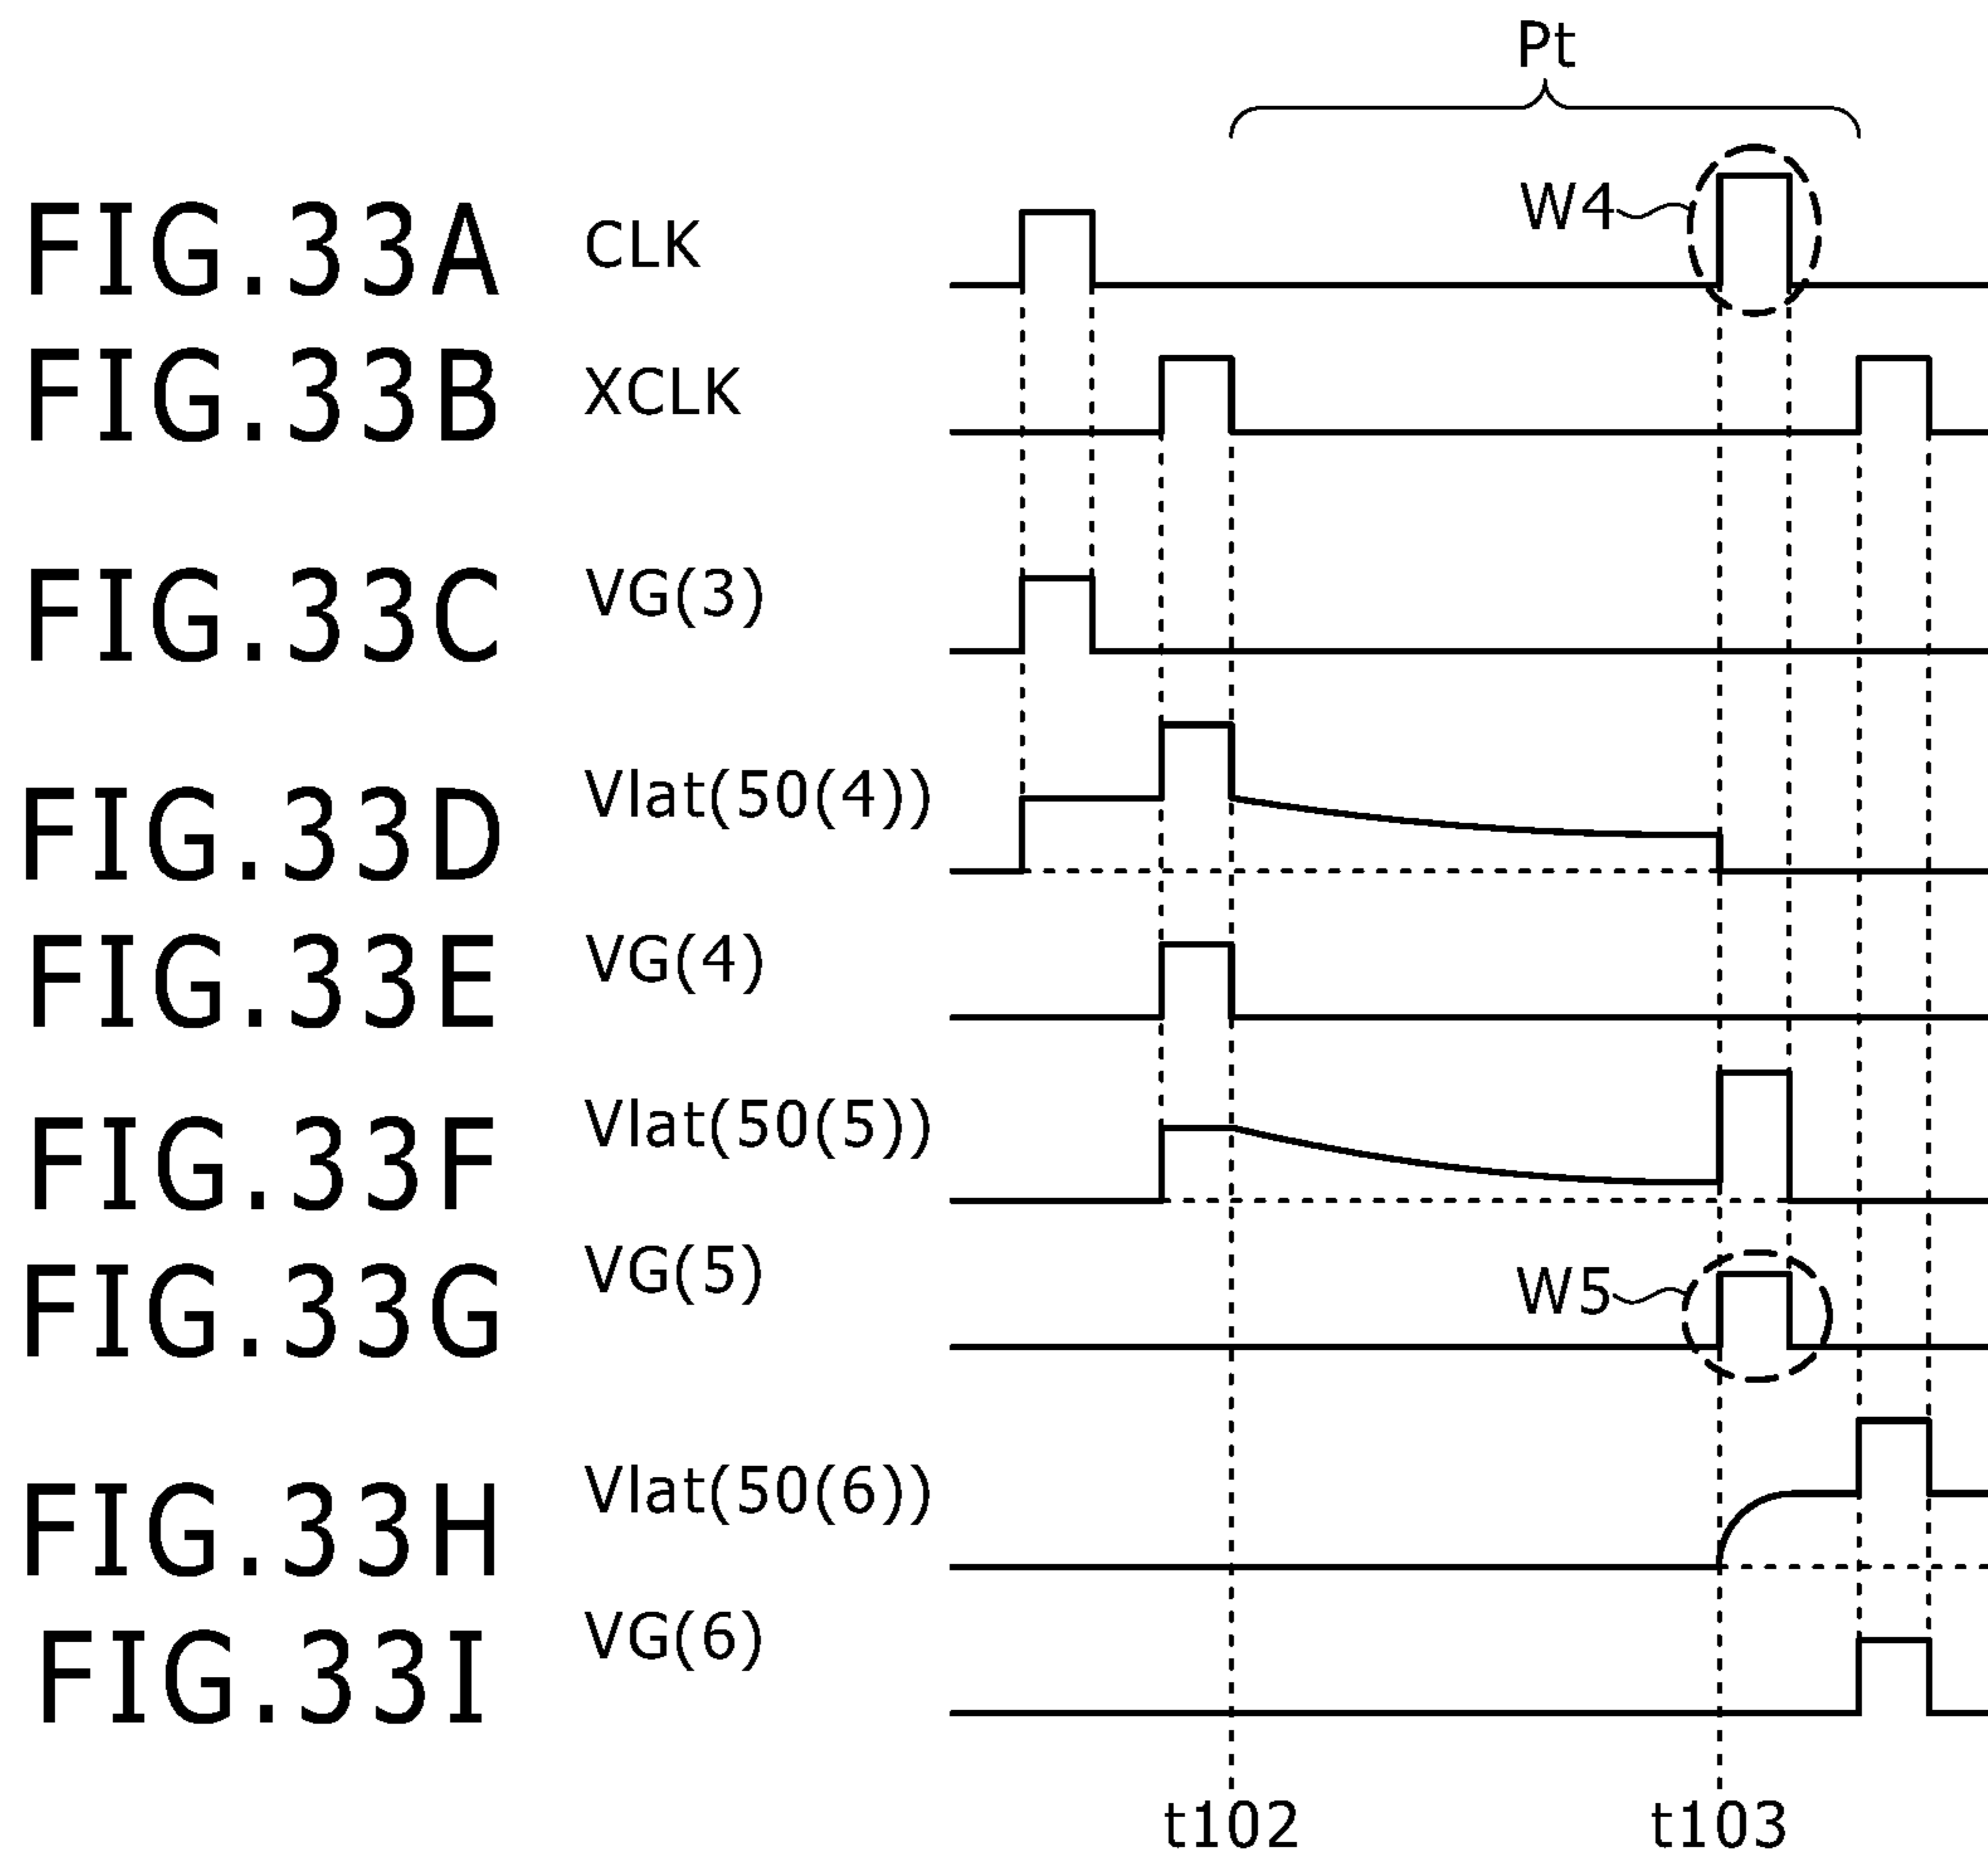 Pt
FIG.33A CLK W4
FIG.33B XCLK
FIG.33C VG(3)
FIG.33D Vlat(50(4))
FIG.33E VG(4)
FIG.33F Vlat(50(5))
FIG.33G VG(5) W5
FIG.33H Vlat(50(6))
FIG.33I VG(6)
t102 t103